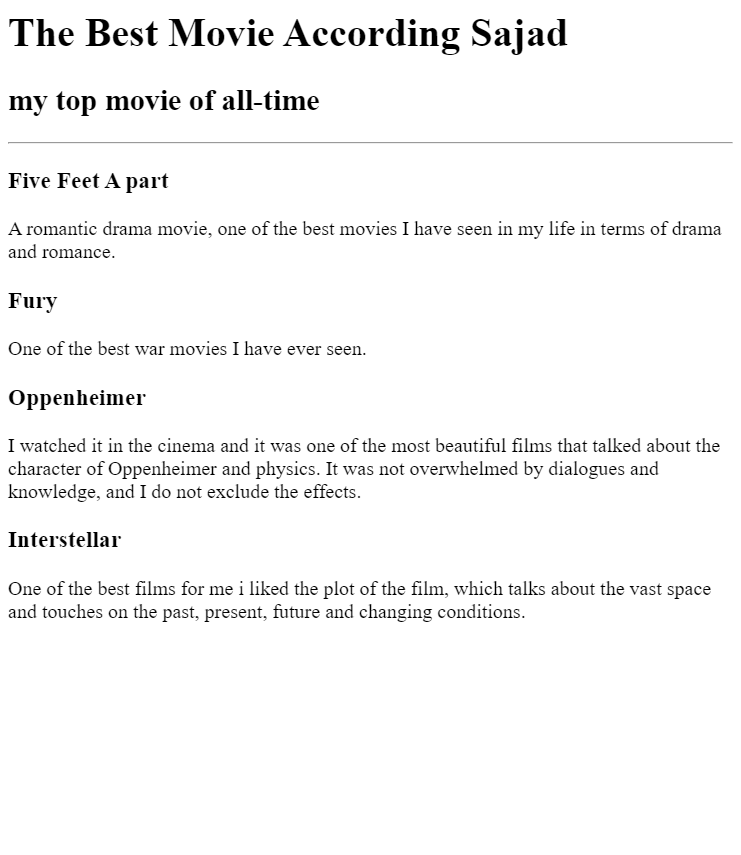 The Best Movie According Sajad
my top movie of all-time
Five Feet A part
A romantic drama movie, one of the best movies I have seen in my life in terms of drama
and romance.
Fury
One of the best war movies I have ever seen.
Oppenheimer
I watched it in the cinema and it was one of the most beautiful films that talked about the
character of Oppenheimer and physics. It was not overwhelmed by dialogues and
knowledge, and I do not exclude the effects.
Interstellar
One of the best films for me i liked the plot of the film, which talks about the vast space
and touches on the past, present, future and changing conditions.